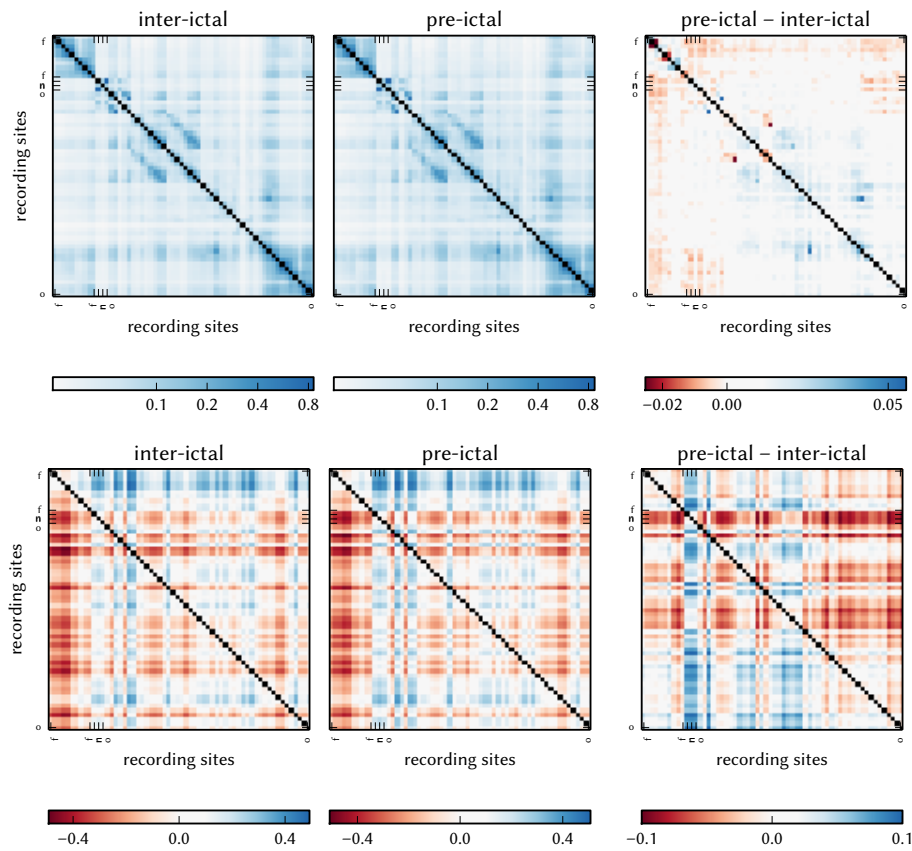 inter-ictal pre-ictal pre-ictal – inter-ictal
f
f
n
o
o
recording sites
f f n o o f f n o o f f n o o
recording sites recording sites recording sites
0.1 0.2 0.4 0.8 0.1 0.2 0.4 0.8 −0.02 0.00 0.05
inter-ictal pre-ictal pre-ictal – inter-ictal
f
f
n
o
o
recording sites
f f n o o f f n o o f f n o o
recording sites recording sites recording sites
−0.4 0.0 0.4 −0.4 0.0 0.4 −0.1 0.0 0.1